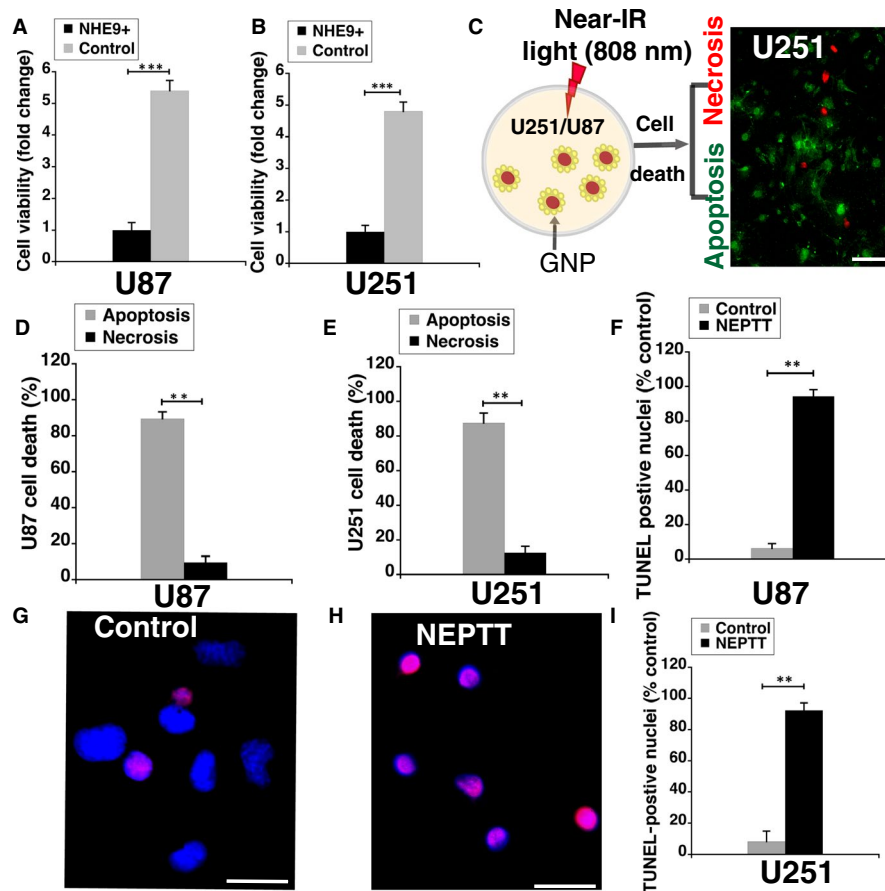 A
NHE9+
Control
Cell viability (fold change)
6
5
4
3
2
1
0
***
U87
B
NHE9+
Control
Cell viability (fold change)
6
5
4
3
2
1
0
***
U251
C
Near-IR
light (808 nm)
U251/U87
GNP
Cell
death
Apoptosis
Necrosis
U251
D
Apoptosis
Necrosis
U87 cell death (%)
120
100
80
60
40
20
0
**
U87
E
Apoptosis
Necrosis
U251 cell death (%)
120
100
80
60
40
20
0
**
U251
F
Control
NEPTT
TUNEL postive nuclei (% control)
120
100
80
60
40
20
0
**
U87
G
Control
H
NEPTT
I
Control
NEPTT
TUNEL-postive nuclei (% control)
120
100
80
60
40
20
0
**
U251